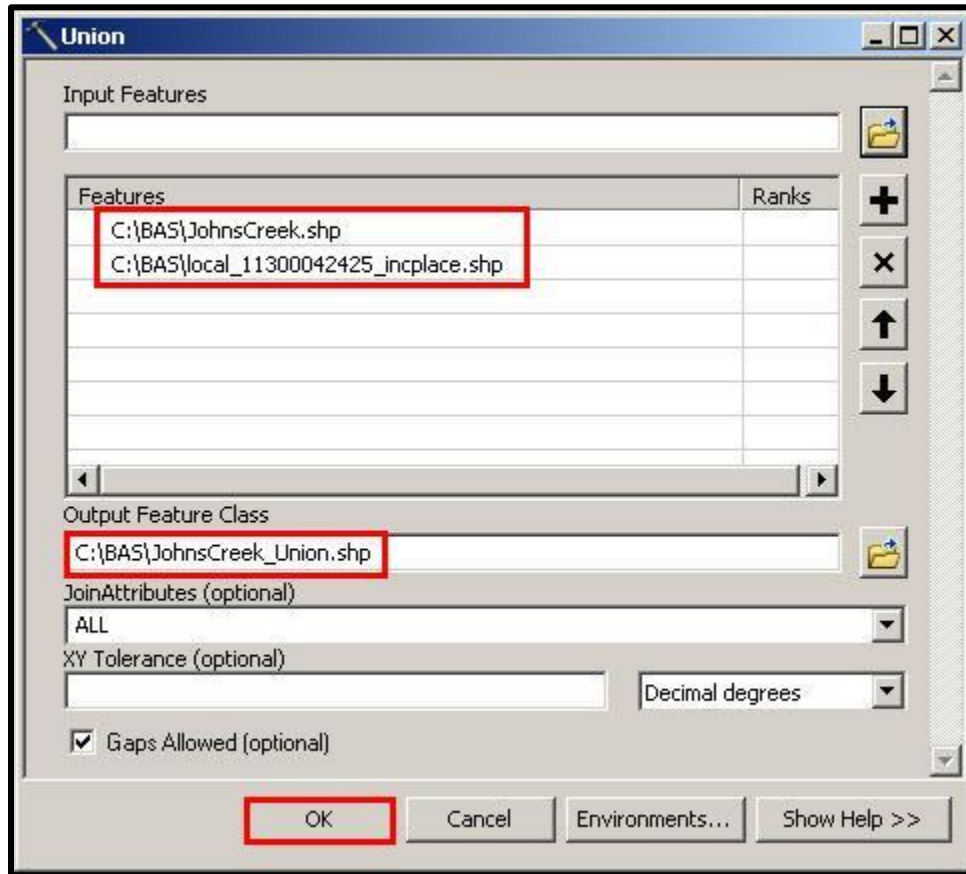 Union
Input Features
Features Ranks
C:\BAS\JohnsCreek.shp
C:\BAS\local_11300042425_incplace.shp
Output Feature Class
C:\BAS\JohnsCreek_Union.shp
JoinAttributes (optional)
ALL
XY Tolerance (optional)
Decimal degrees
Gaps Allowed (optional)
OK Cancel Environments... Show Help >>